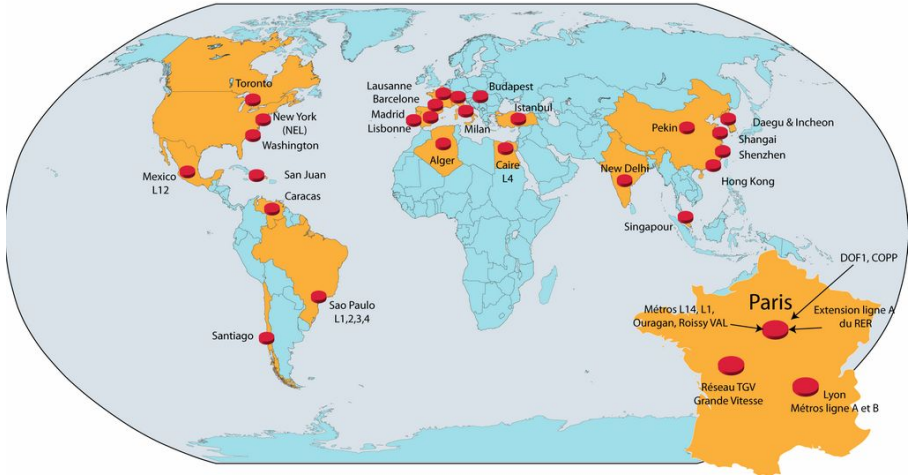 Toronto
New York
(NEL)
Washington
Mexico
L12
San Juan
Caracas
Sao Paulo
L1,2,3,4
Santiago
Lausanne
Barcelone
Madrid
Lisbonne
Budapest
Istanbul
Milan
Alger
Caire
L4
Pekin
Daegu & Incheon
Shangai
Shenzhen
New Delhi
Hong Kong
Singapour
DOF1, COPP
Paris
Métros L14, L1,
Ouragan, Roissy VAL
Extension ligne A
du RER
Réseau TGV
Grande Vitesse
Lyon
Métros ligne A et B